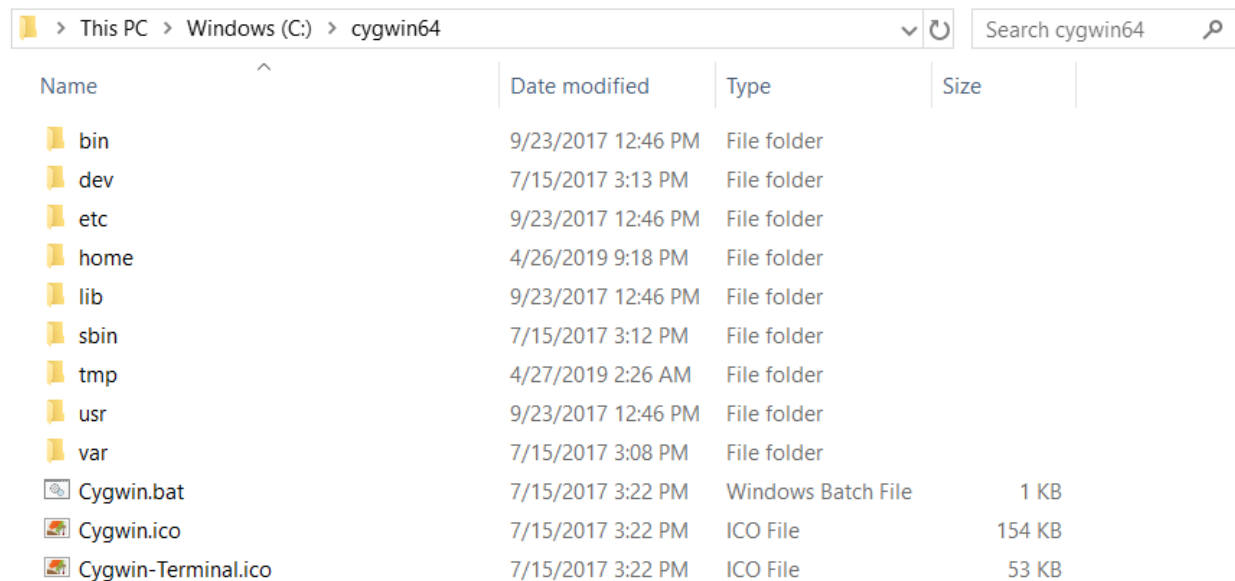 > This PC > Windows (C:) > cygwin64 Search cygwin64
Name Date modified Type Size
bin 9/23/2017 12:46 PM File folder
dev 7/15/2017 3:13 PM File folder
etc 9/23/2017 12:46 PM File folder
home 4/26/2019 9:18 PM File folder
lib 9/23/2017 12:46 PM File folder
sbin 7/15/2017 3:12 PM File folder
tmp 4/27/2019 2:26 AM File folder
usr 9/23/2017 12:46 PM File folder
var 7/15/2017 3:08 PM File folder
Cygwin.bat 7/15/2017 3:22 PM Windows Batch File 1 KB
Cygwin.ico 7/15/2017 3:22 PM ICO File 154 KB
Cygwin-Terminal.ico 7/15/2017 3:22 PM ICO File 53 KB